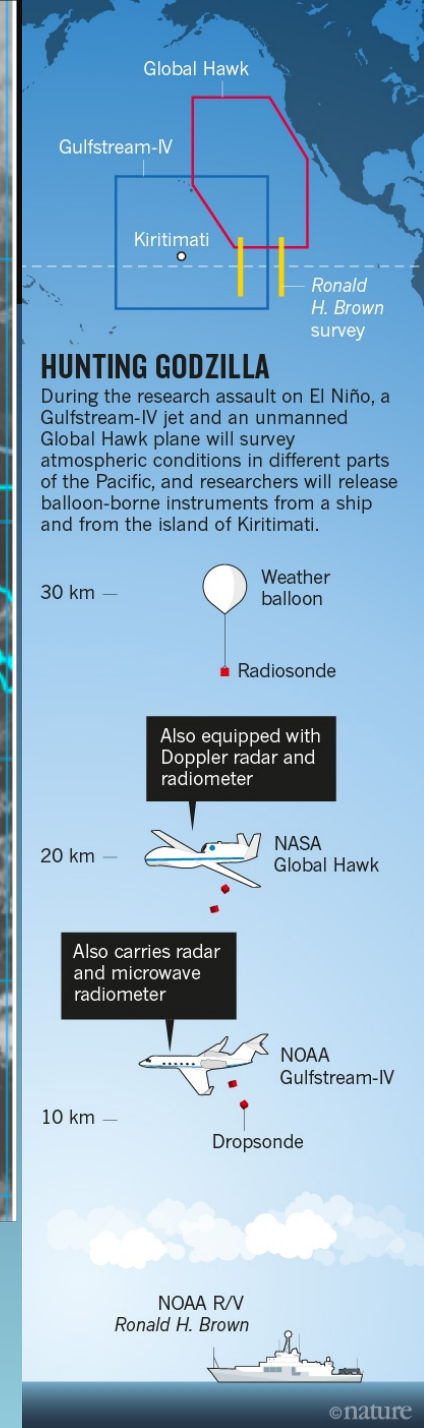 Global Hawk
Gulfstream-IV
Kiritimati
Ronald
H. Brown
survey
HUNTING GODZILLA
During the research assault on El Niño, a
Gulfstream-IV jet and an unmanned
Global Hawk plane will survey
atmospheric conditions in different parts
of the Pacific, and researchers will release
balloon-borne instruments from a ship
and from the island of Kiritimati.
30 km
Weather
balloon
Radiosonde
Also equipped with
Doppler radar and
radiometer
20 km
NASA
Global Hawk
Also carries radar
and microwave
radiometer
NOAA
Gulfstream-IV
10 km
Dropsonde
NOAA R/V
Ronald H. Brown
©nature